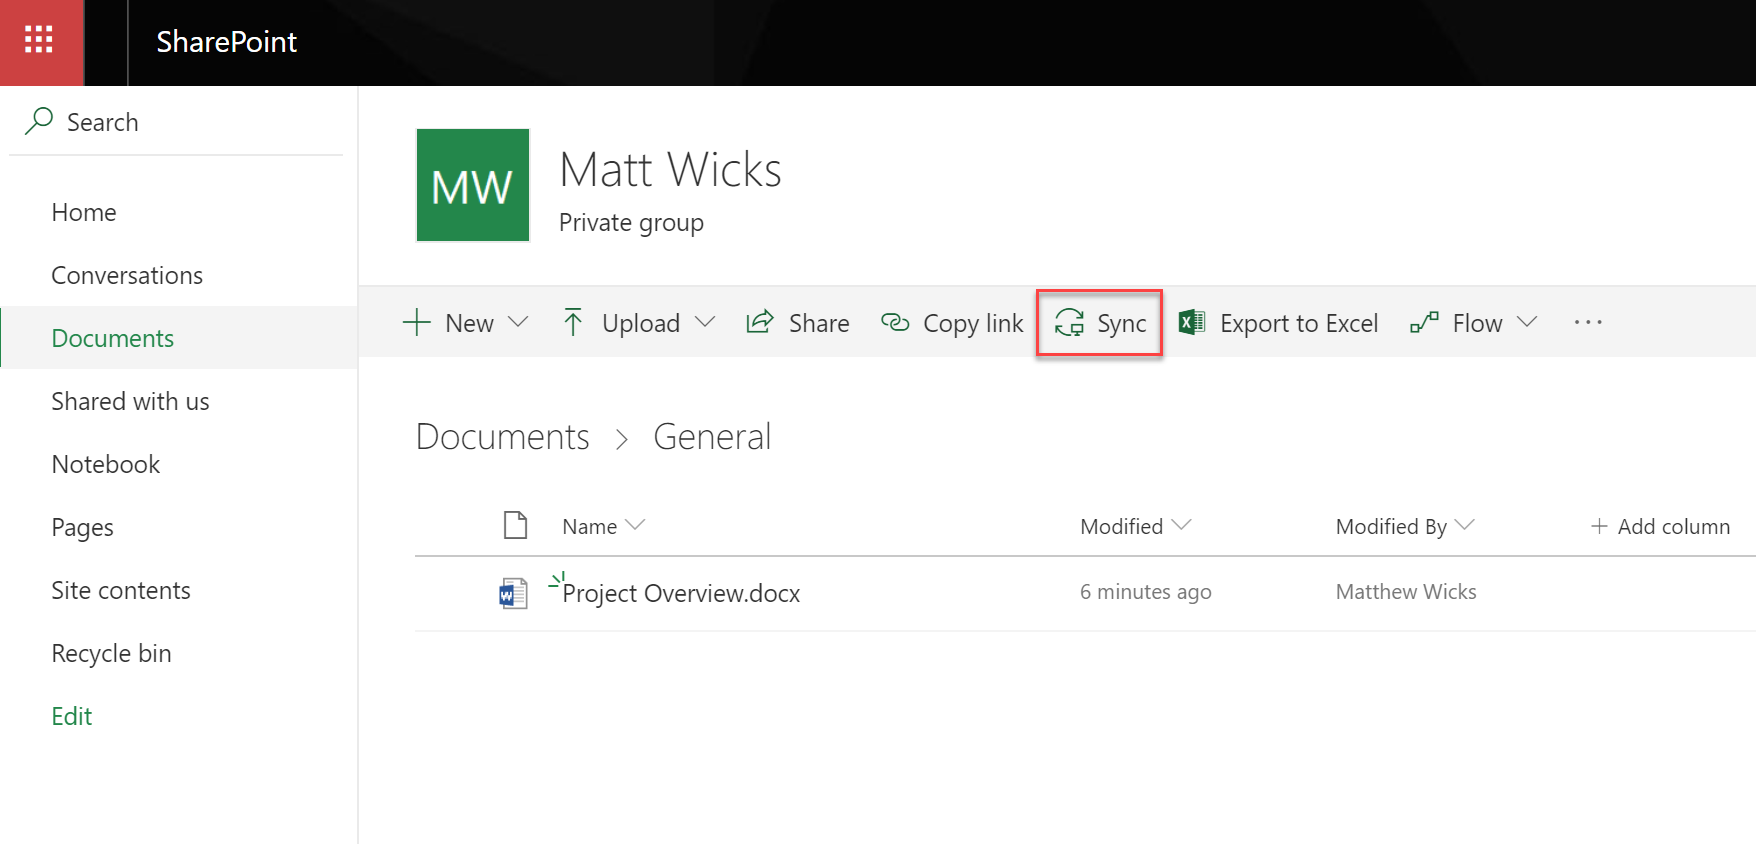 SharePoint
Search
Home
Conversations
Documents
Shared with us
Notebook
Pages
Site contents
Recycle bin
Edit
MW
Matt Wicks
Private group
New Upload Share Copy link Sync Export to Excel Flow ...
Documents > General
Name Modified Modified By + Add column
Project Overview.docx 6 minutes ago Matthew Wicks